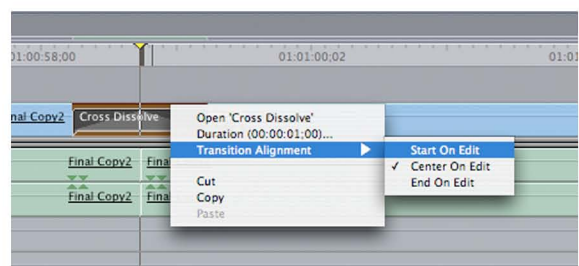 01:00:58;00 01:01:00;02 01:01
nal Copy2 Cross Dissolve
Open 'Cross Dissolve'
Duration (00:00:01;00)...
Transition Alignment
Start On Edit
✓ Center On Edit
End On Edit
Cut
Copy
Paste
Final Copy2 Fina
Final Copy2 Fina